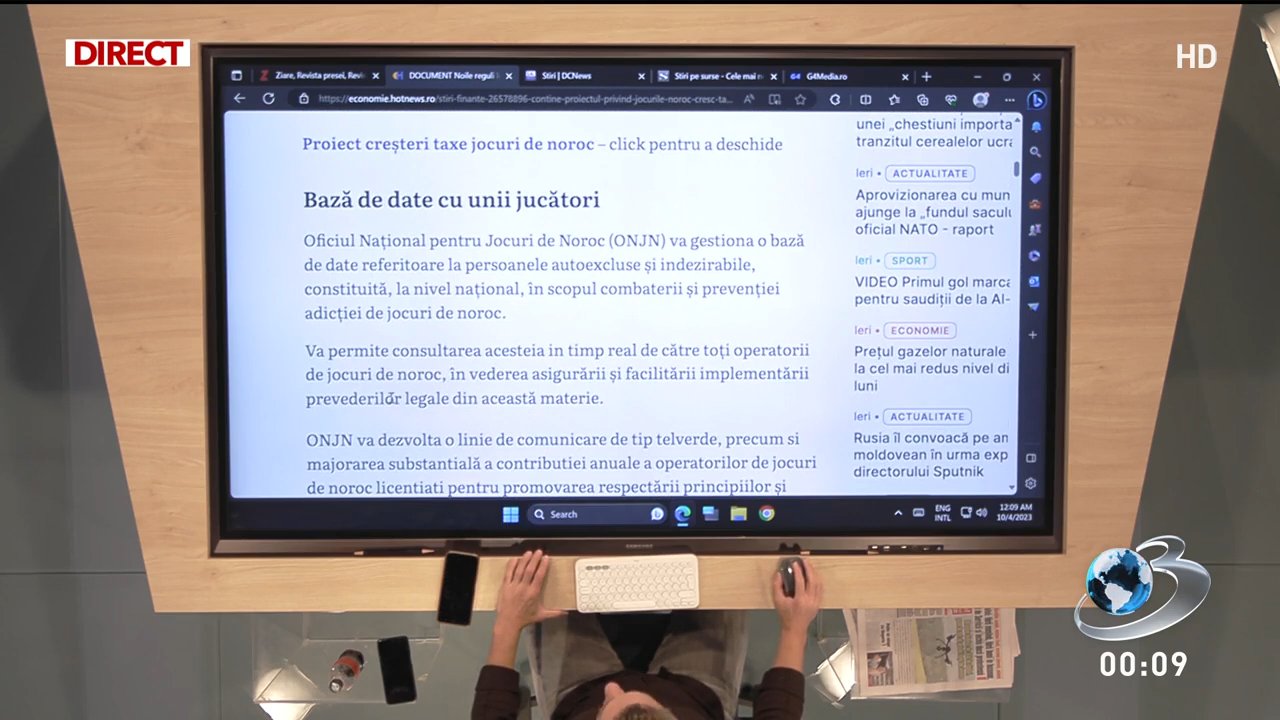 DIRECT
HD
Ziare, Revista presei, Revi
DOCUMENT Noile reguli
Stiri | DCNews
Stiri pe surse - Cele mai n
G4Media.ro
https://economie.hotnews.ro/stiri-finante-26578896-contine-proiectul-privind-jocurile-noroc-cresc-ta...
Proiect creșteri taxe jocuri de noroc – click pentru a deschide
Bază de date cu unii jucători
Oficiul Național pentru Jocuri de Noroc (ONJN) va gestiona o bază
de date referitoare la persoanele autoexcluse și indezirabile,
constituită, la nivel național, în scopul combaterii și prevenției
adicției de jocuri de noroc.
Va permite consultarea acesteia in timp real de către toți operatorii
de jocuri de noroc, în vederea asigurării și facilitării implementării
prevederilor legale din această materie.
ONJN va dezvolta o linie de comunicare de tip telverde, precum si
majorarea substantială a contributiei anuale a operatorilor de jocuri
de noroc licentiati pentru promovarea respectării principiilor și
unei „chestiuni importa
tranzitul cerealelor ucra
Ieri • ACTUALITATE
Aprovizionarea cu mun
ajunge la „fundul sacul
oficial NATO - raport
Ieri • SPORT
VIDEO Primul gol marca
pentru saudiții de la Al-
Ieri • ECONOMIE
Prețul gazelor naturale
la cel mai redus nivel di
luni
Ieri • ACTUALITATE
Rusia îl convoacă pe am
moldovean în urma exp
directorului Sputnik
Search
ENG
INTL
12:09 AM
10/4/2023
SAMSUNG
3
00:09